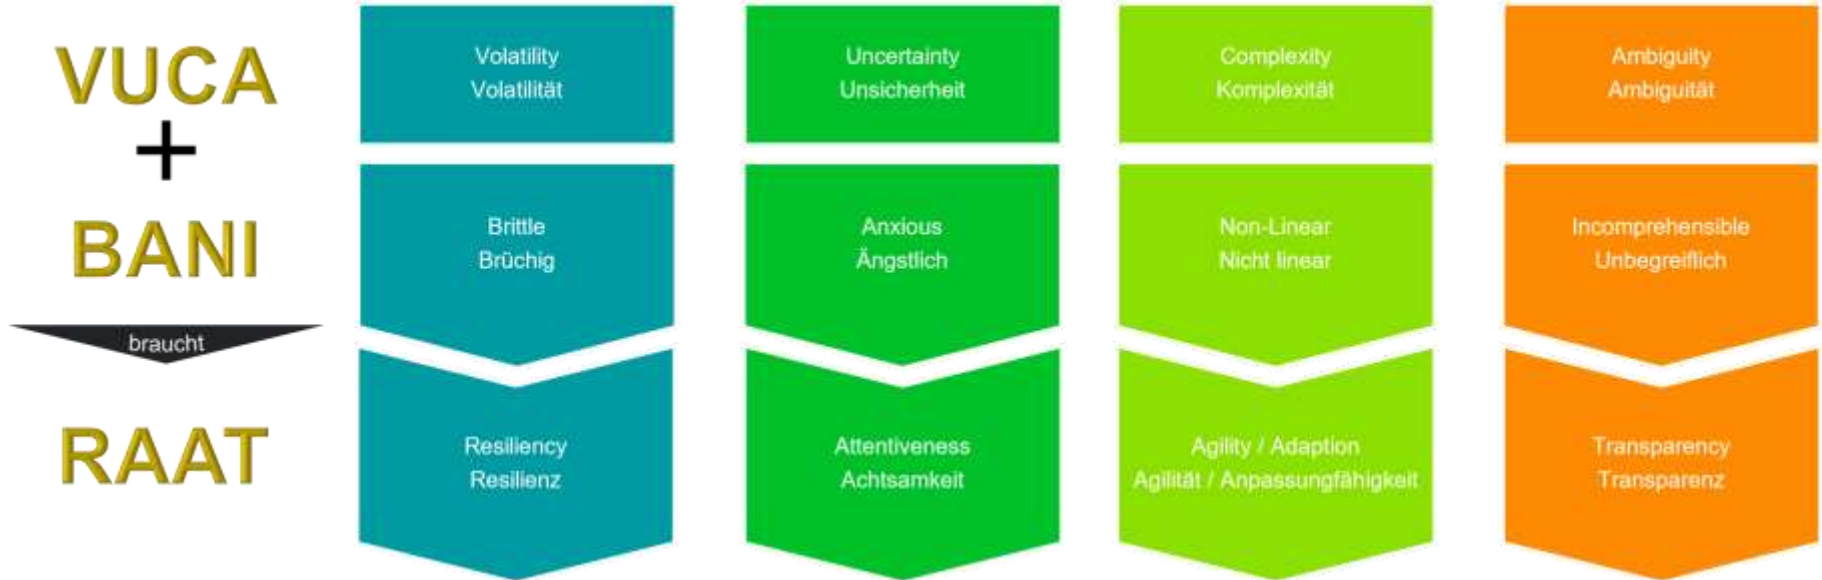 VUCA
+
BANI
braucht
RAAT
Volatility
Volatilität
Uncertainty
Unsicherheit
Complexity
Komplexität
Ambiguity
Ambiguität
Brittle
Brüchig
Anxious
Ängstlich
Non-Linear
Nicht linear
Incomprehensible
Unbegreiflich
Resiliency
Resilienz
Attentiveness
Achtsamkeit
Agility / Adaption
Agilität / Anpassungfähigkeit
Transparency
Transparenz